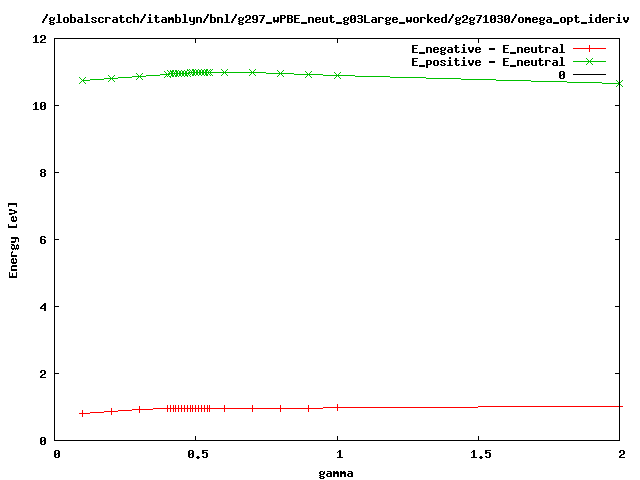 /globalscratch/itamblyn/bnl/g297_wPBE_neut_g03Large_worked/g2g71030/omega_opt_ideriv
E_negative - E_neutral
E_positive - E_neutral
0
12
10
8
6
4
2
0
Energy [eV]
0 0.5 1 1.5 2
gamma